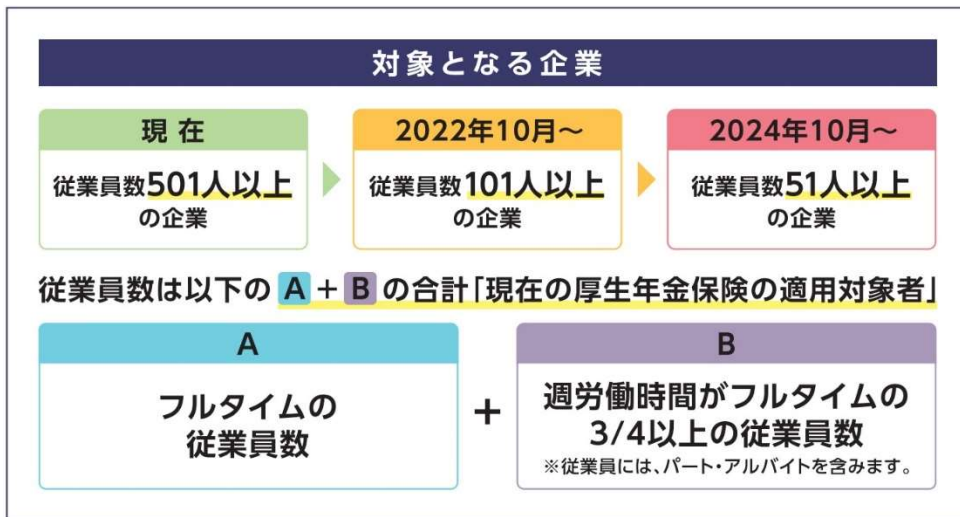 対象となる企業
現在
従業員数501人以上
の企業
2022年10月～
従業員数101人以上
の企業
2024年10月～
従業員数51人以上
の企業
従業員数は以下の A + B の合計「現在の厚生年金保険の適用対象者」
A
フルタイムの
従業員数
+
B
週労働時間がフルタイムの
3/4以上の従業員数
※従業員には、パート・アルバイトを含みます。